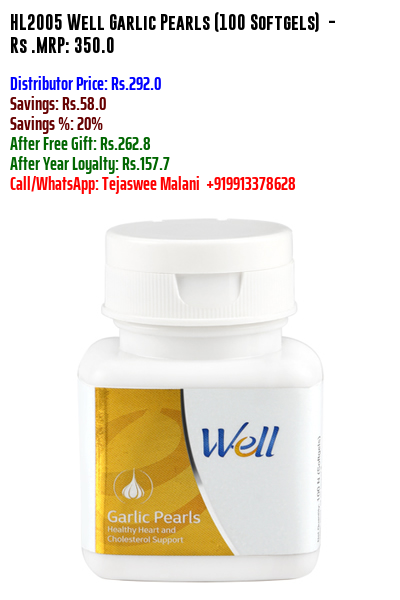 HL2005 Well Garlic Pearls (100 Softgels) -
Rs .MRP: 350.0
Distributor Price: Rs.292.0
Savings: Rs.58.0
Savings %: 20%
After Free Gift: Rs.262.8
After Year Loyalty: Rs.157.7
Call/WhatsApp: Tejaswee Malani +919913378628
Well
Garlic Pearls
Healthy Heart and
Cholesterol Support